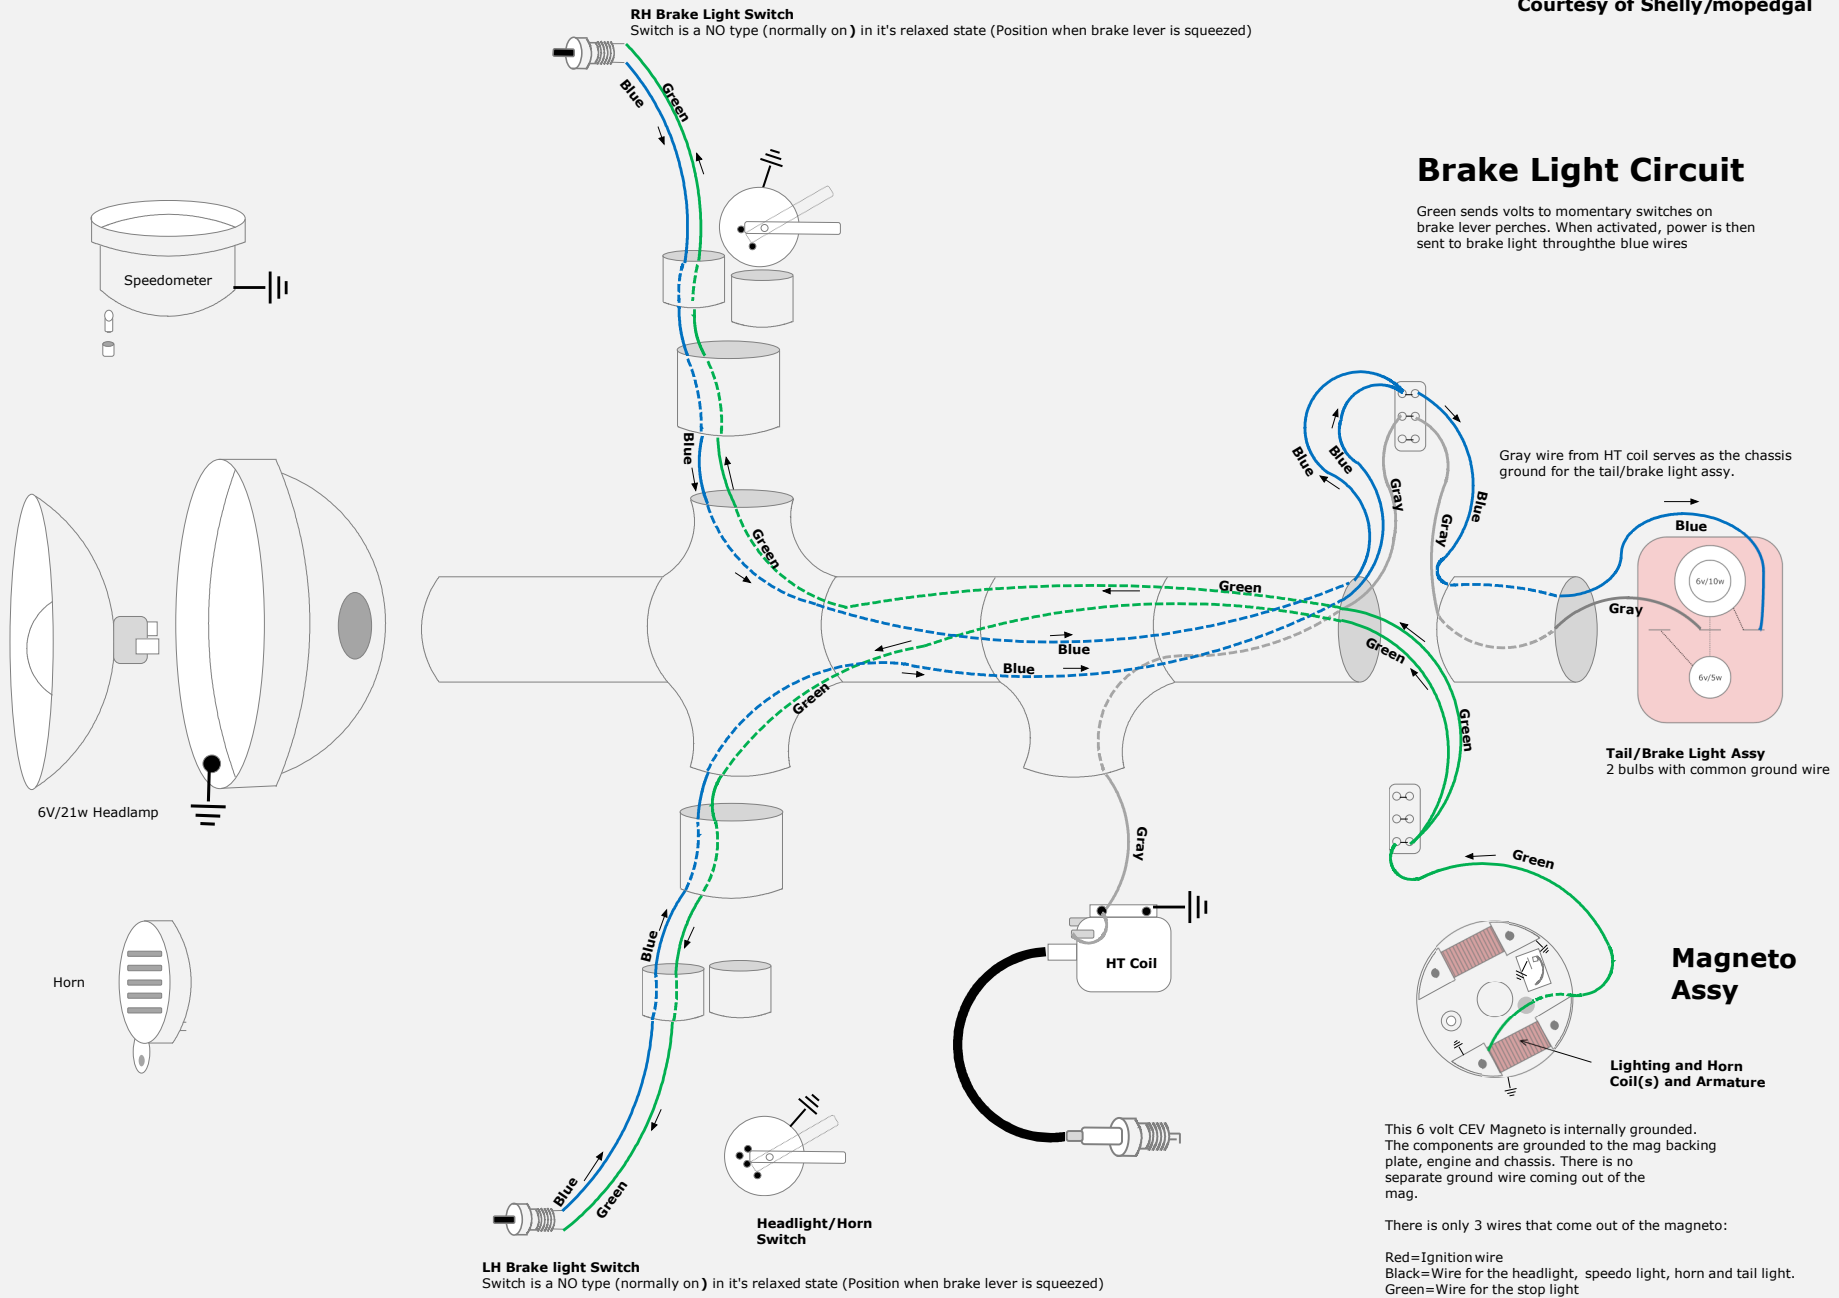 Courtesy of Shelly/mopedgal
RH Brake Light Switch
Switch is a NO type (normally on) in it's relaxed state (Position when brake lever is squeezed)
Blue
Green
Brake Light Circuit
Green sends volts to momentary switches on
brake lever perches. When activated, power is then
sent to brake light throughthe blue wires
Speedometer
Blue
Green
Blue
Blue
Gray
Gray
Blue
Gray wire from HT coil serves as the chassis
ground for the tail/brake light assy.
Blue
6v/10w
Gray
6v/5w
Green
Green
Blue
Blue
Green
Green
Tail/Brake Light Assy
2 bulbs with common ground wire
6V/21w Headlamp
Gray
Green
Blue
HT Coil
Horn
Magneto
Assy
Lighting and Horn
Coil(s) and Armature
This 6 volt CEV Magneto is internally grounded.
The components are grounded to the mag backing
plate, engine and chassis. There is no
separate ground wire coming out of the
mag.
There is only 3 wires that come out of the magneto:
Red=Ignition wire
Black=Wire for the headlight, speedo light, horn and tail light.
Green=Wire for the stop light
Blue
Green
Headlight/Horn
Switch
LH Brake light Switch
Switch is a NO type (normally on) in it's relaxed state (Position when brake lever is squeezed)